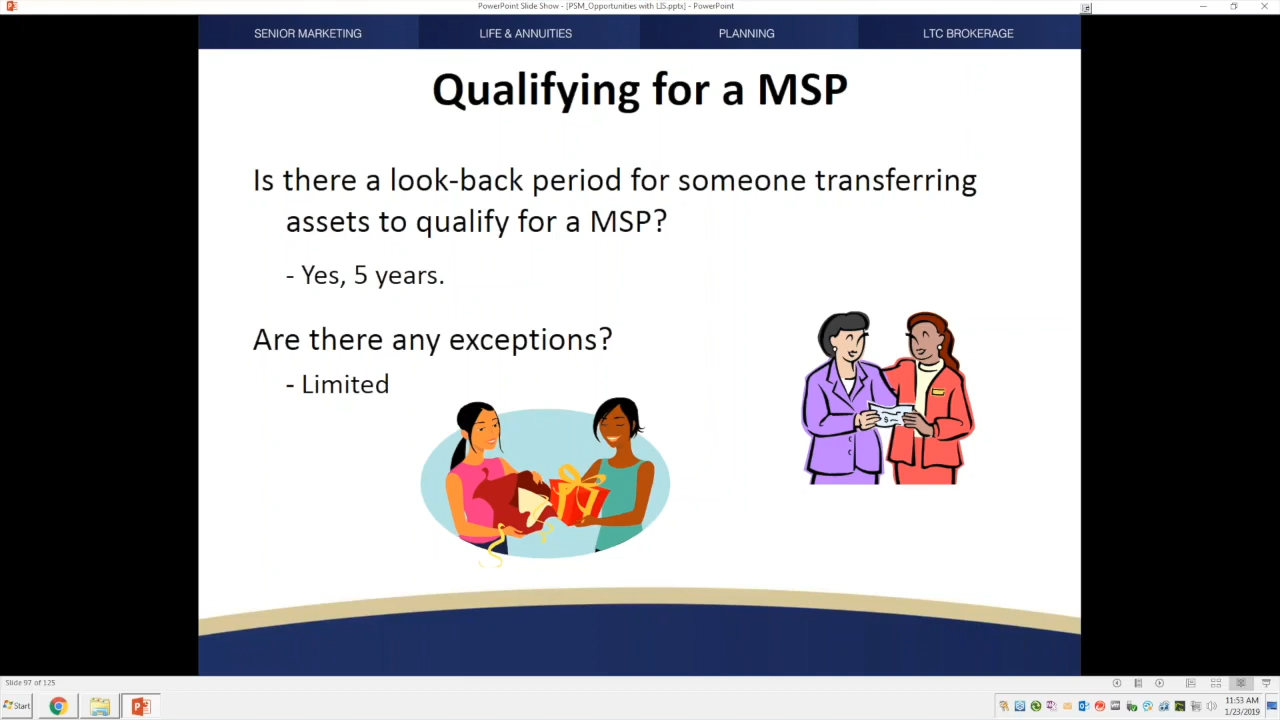 PowerPoint Slide Show - [PSM_Opportunities with LIS.pptx] - PowerPoint
SENIOR MARKETING
LIFE & ANNUITIES
PLANNING
LTC BROKERAGE
Qualifying for a MSP
Is there a look-back period for someone transferring
assets to qualify for a MSP?
- Yes, 5 years.
Are there any exceptions?
- Limited
Slide 97 of 125
Start
11:53 AM
1/23/2019